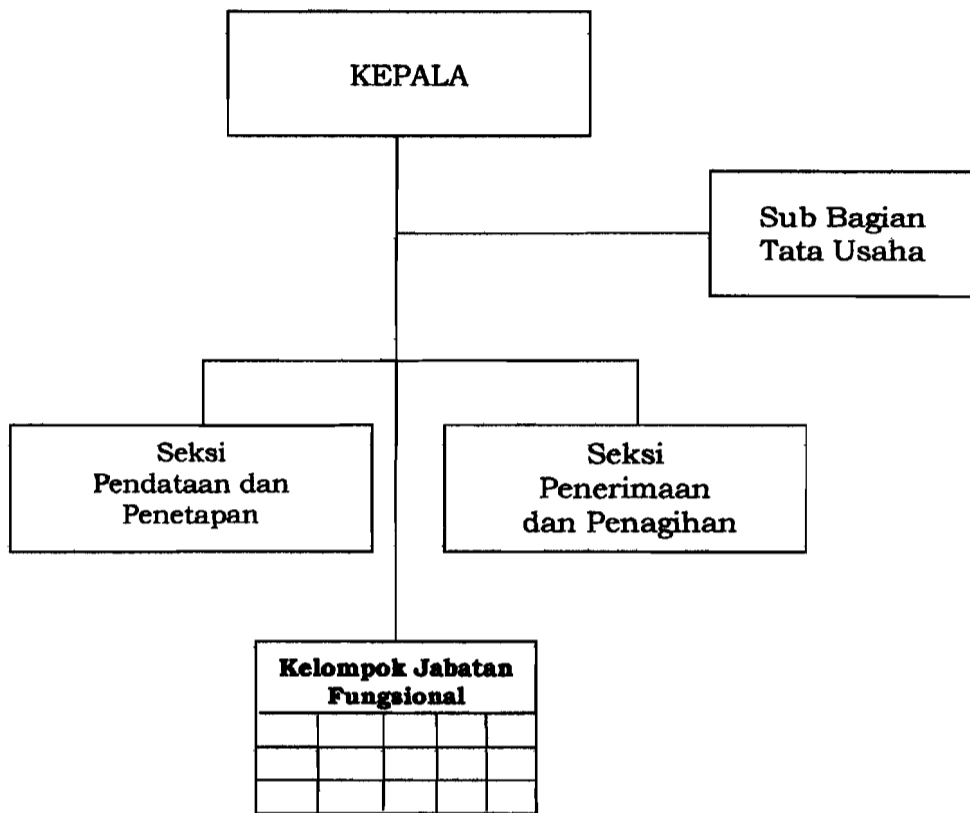 KEPALA
Sub Bagian
Tata Usaha
Seksi
Pendataan dan
Penetapan
Seksi
Penerimaan
dan Penagihan
Kelompok Jabatan
Fungsional